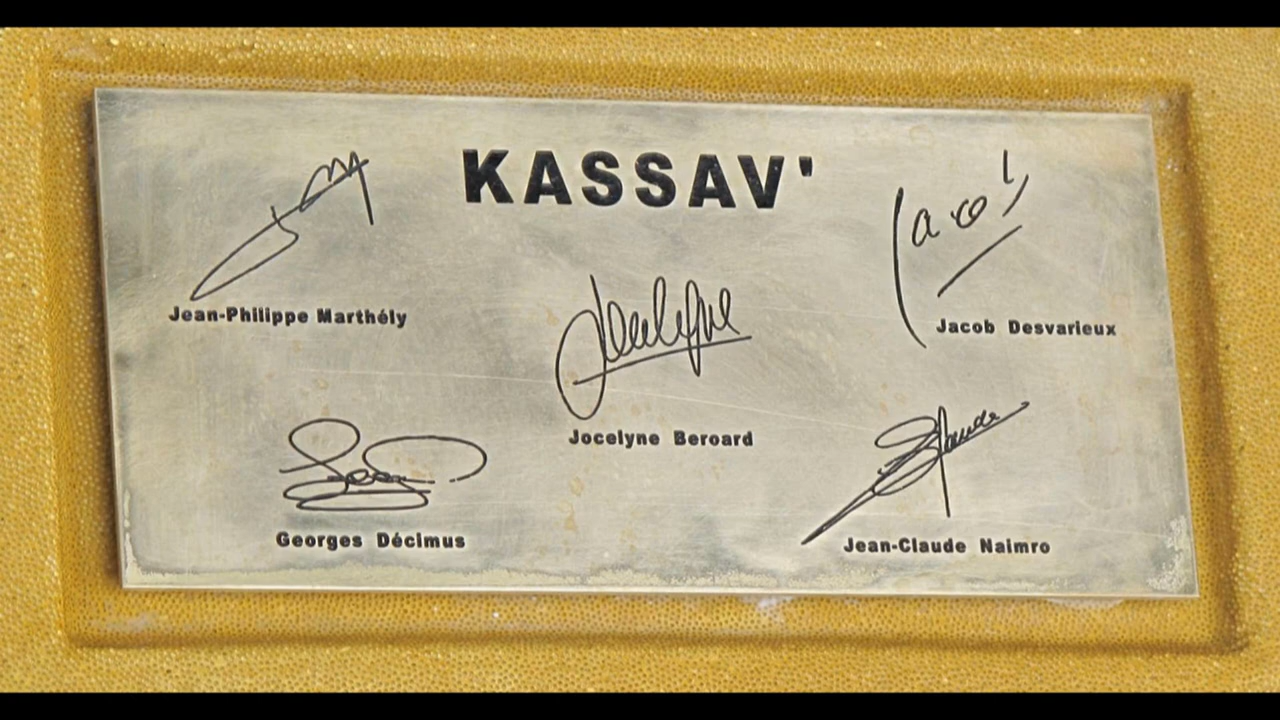 KASSAV'
Jean-Philippe Marthély
Jacob Desvarieux
Jocelyne Beroard
Georges Décimus
Jean-Claude Naimro